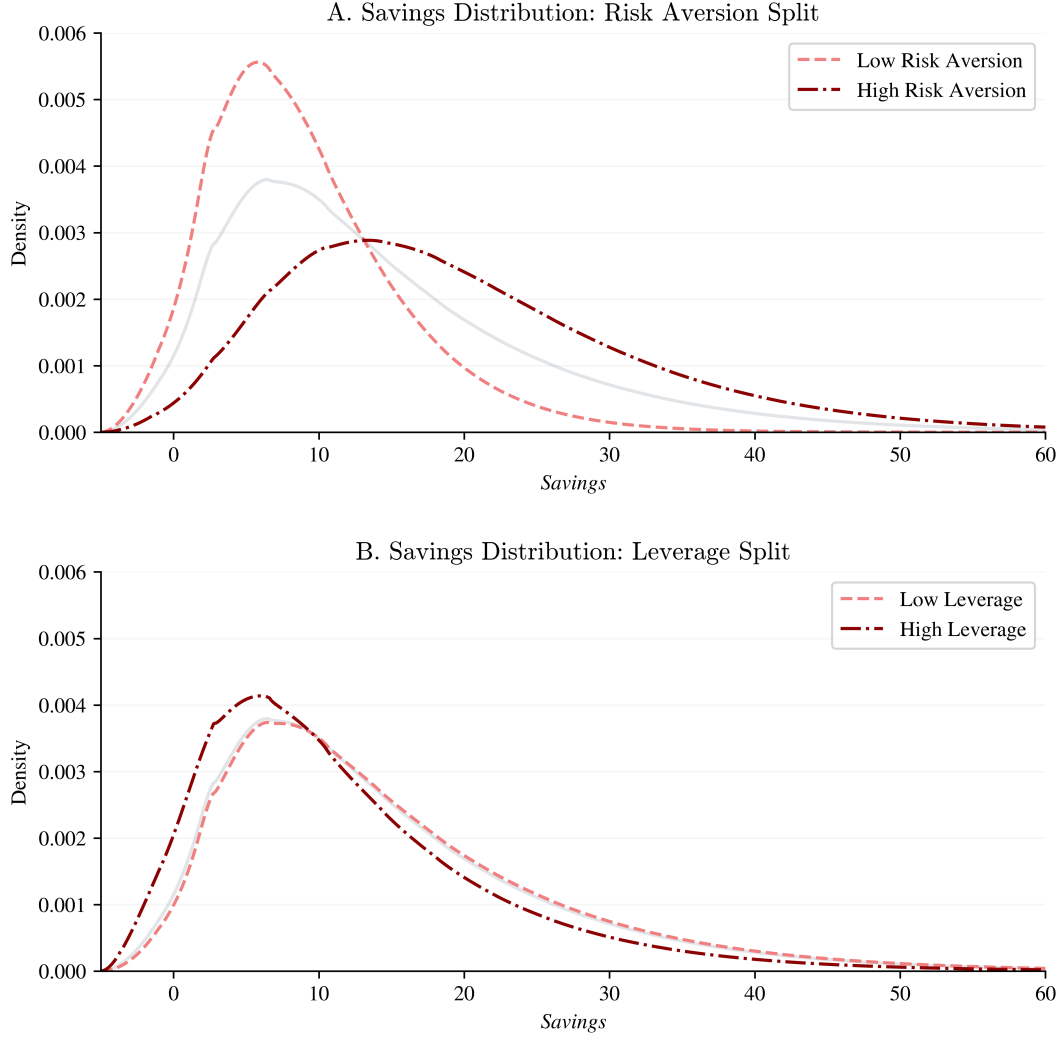 A. Savings Distribution: Risk Aversion Split
0.006
0.005
0.004
0.003
0.002
0.001
0.000
Density
Low Risk Aversion
High Risk Aversion
0 10 20 30 40 50 60
Savings
B. Savings Distribution: Leverage Split
0.006
0.005
0.004
0.003
0.002
0.001
0.000
Density
Low Leverage
High Leverage
0 10 20 30 40 50 60
Savings